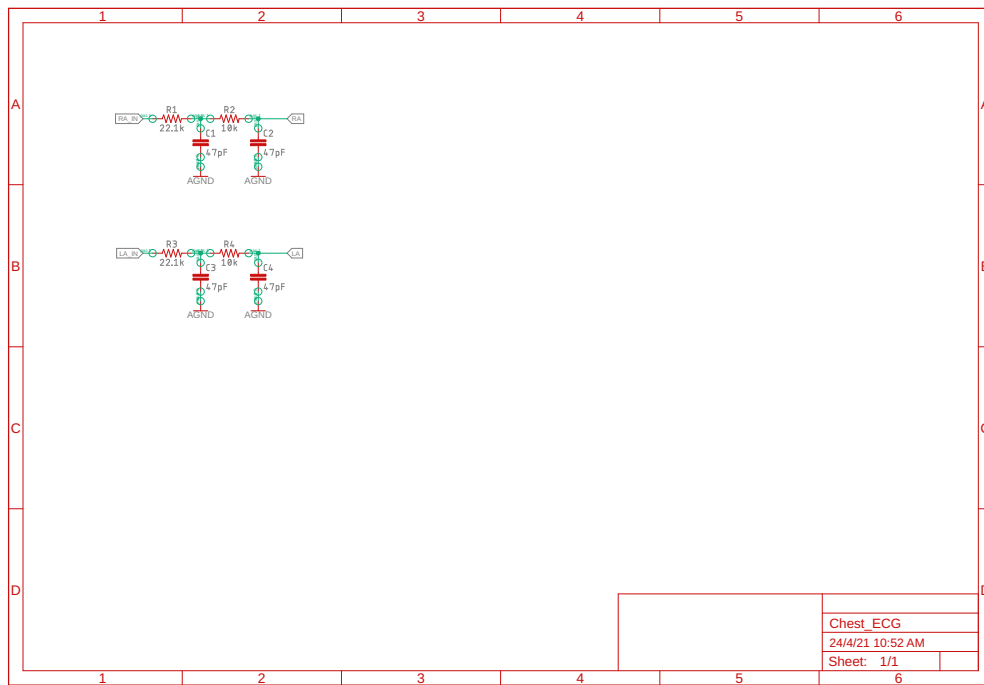 1 2 3 4 5 6
A
RA_IN R1 R2 RA
22.1k 10k
C1 C2
47pF 47pF
AGND AGND
B
LA_IN R3 R4 LA
22.1k 10k
C3 C4
47pF 47pF
AGND AGND
C
D
Chest_ECG
24/4/21 10:52 AM
Sheet: 1/1
1 2 3 4 5 6